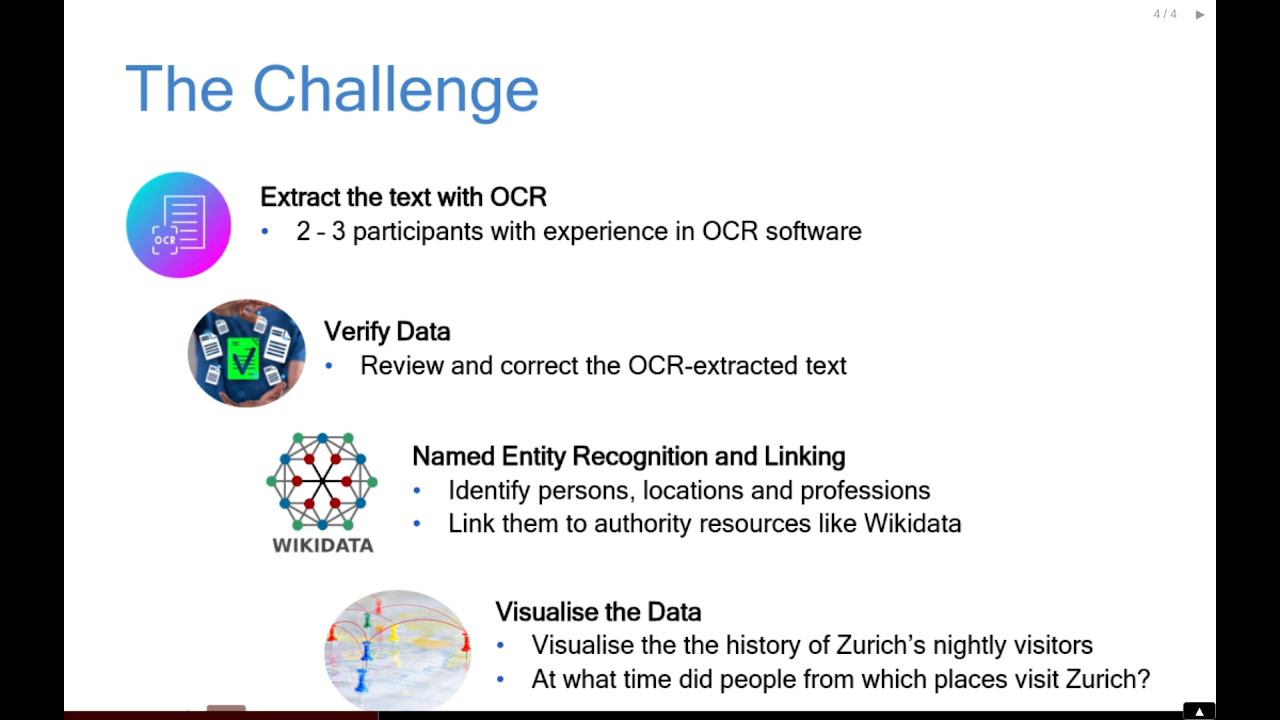 4 / 4
The Challenge
OCR
Extract the text with OCR
• 2 - 3 participants with experience in OCR software
Verify Data
• Review and correct the OCR-extracted text
WIKIDATA
Named Entity Recognition and Linking
• Identify persons, locations and professions
• Link them to authority resources like Wikidata
Visualise the Data
• Visualise the the history of Zurich’s nightly visitors
• At what time did people from which places visit Zurich?